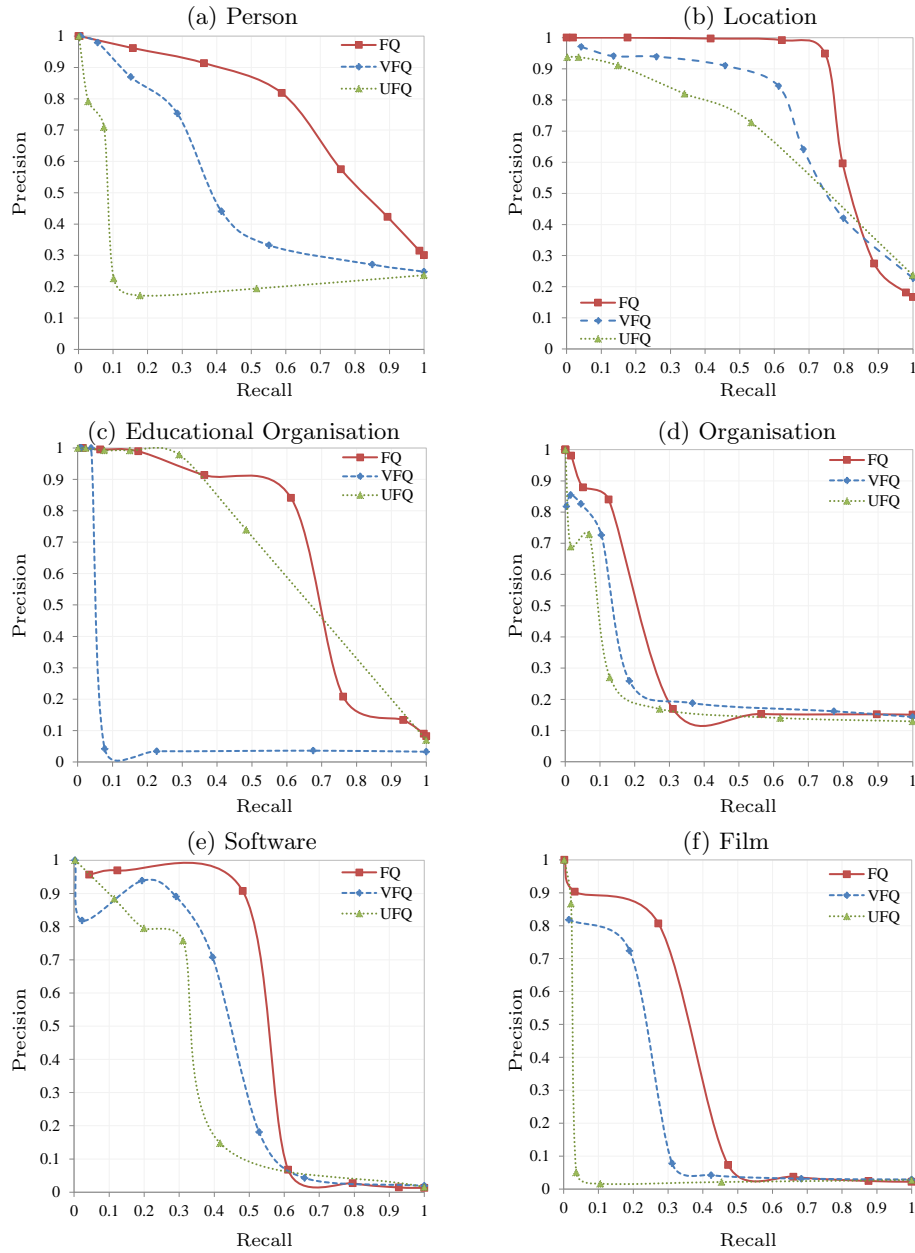 (a) Person
1
0.9
0.8
0.7
0.6
0.5
0.4
0.3
0.2
0.1
0
Precision
FQ
VFQ
UFQ
0 0.1 0.2 0.3 0.4 0.5 0.6 0.7 0.8 0.9 1
Recall
(b) Location
1
0.9
0.8
0.7
0.6
0.5
0.4
0.3
0.2
0.1
0
Precision
FQ
VFQ
UFQ
0 0.1 0.2 0.3 0.4 0.5 0.6 0.7 0.8 0.9 1
Recall
(c) Educational Organisation
1
0.9
0.8
0.7
0.6
0.5
0.4
0.3
0.2
0.1
0
Precision
FQ
VFQ
UFQ
0 0.1 0.2 0.3 0.4 0.5 0.6 0.7 0.8 0.9 1
Recall
(d) Organisation
1
0.9
0.8
0.7
0.6
0.5
0.4
0.3
0.2
0.1
0
Precision
FQ
VFQ
UFQ
0 0.1 0.2 0.3 0.4 0.5 0.6 0.7 0.8 0.9 1
Recall
(e) Software
1
0.9
0.8
0.7
0.6
0.5
0.4
0.3
0.2
0.1
0
Precision
FQ
VFQ
UFQ
0 0.1 0.2 0.3 0.4 0.5 0.6 0.7 0.8 0.9 1
Recall
(f) Film
1
0.9
0.8
0.7
0.6
0.5
0.4
0.3
0.2
0.1
0
Precision
FQ
VFQ
UFQ
0 0.1 0.2 0.3 0.4 0.5 0.6 0.7 0.8 0.9 1
Recall